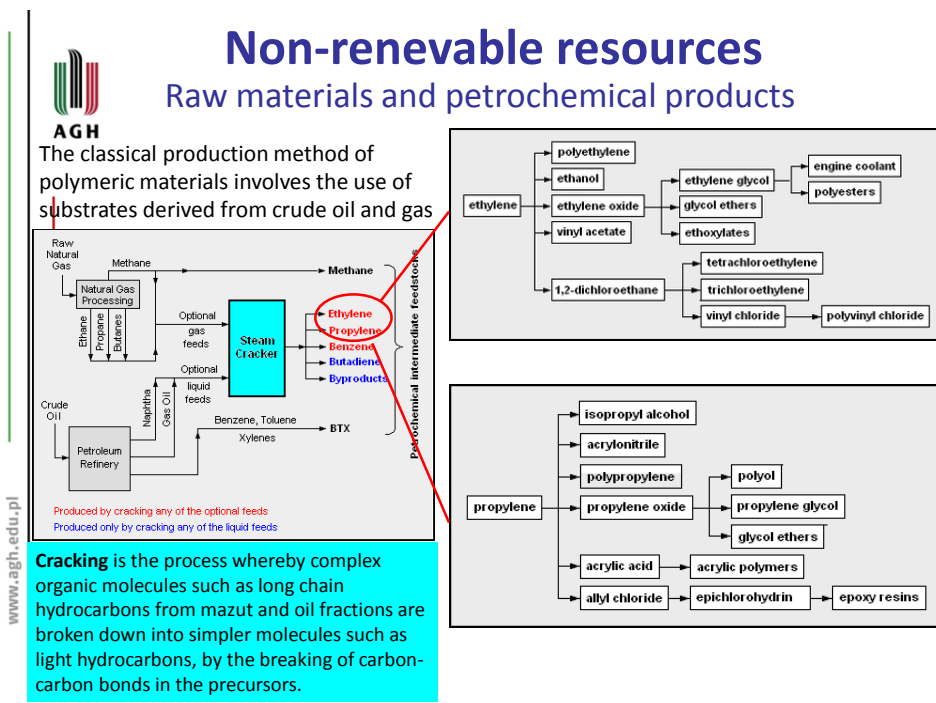 Non-renevable resources
Raw materials and petrochemical products
AGH
The classical production method of
polymeric materials involves the use of
substrates derived from crude oil and gas
Raw
Natural
Gas
Methane
Methane
Natural Gas
Processing
Ethane
Propane
Butanes
Optional
gas
feeds
Steam
Cracker
Ethylene
Propylene
Benzene
Butadiene
Byproducts
Optional
liquid
feeds
Crude
Oil
Naphtha
Gas Oil
Petroleum
Refinery
Benzene, Toluene
Xylenes
BTX
Petrochemical intermediate feedstocks
Produced by cracking any of the optional feeds
Produced only by cracking any of the liquid feeds
Cracking is the process whereby complex
organic molecules such as long chain
hydrocarbons from mazut and oil fractions are
broken down into simpler molecules such as
light hydrocarbons, by the breaking of carbon-
carbon bonds in the precursors.
ethylene
polyethylene
ethanol
ethylene oxide
vinyl acetate
1,2-dichloroethane
ethylene glycol
glycol ethers
ethoxylates
engine coolant
polyesters
tetrachloroethylene
trichloroethylene
vinyl chloride
polyvinyl chloride
propylene
isopropyl alcohol
acrylonitrile
polypropylene
propylene oxide
acrylic acid
allyl chloride
polyol
propylene glycol
glycol ethers
acrylic polymers
epichlorohydrin
epoxy resins
www.agh.edu.pl